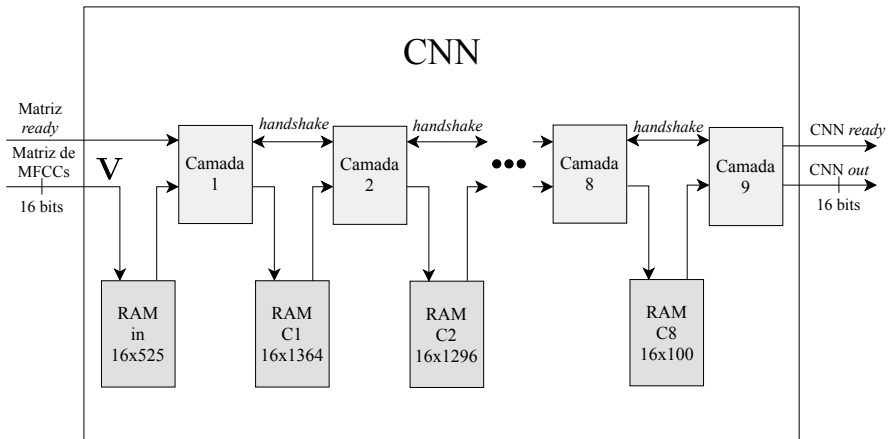 CNN
Matriz
ready
Matriz de
MFCCs
16 bits
V
Camada
1
handshake
Camada
2
handshake
•••
Camada
8
handshake
Camada
9
CNN ready
CNN out
16 bits
RAM
in
16x525
RAM
C1
16x1364
RAM
C2
16x1296
RAM
C8
16x100